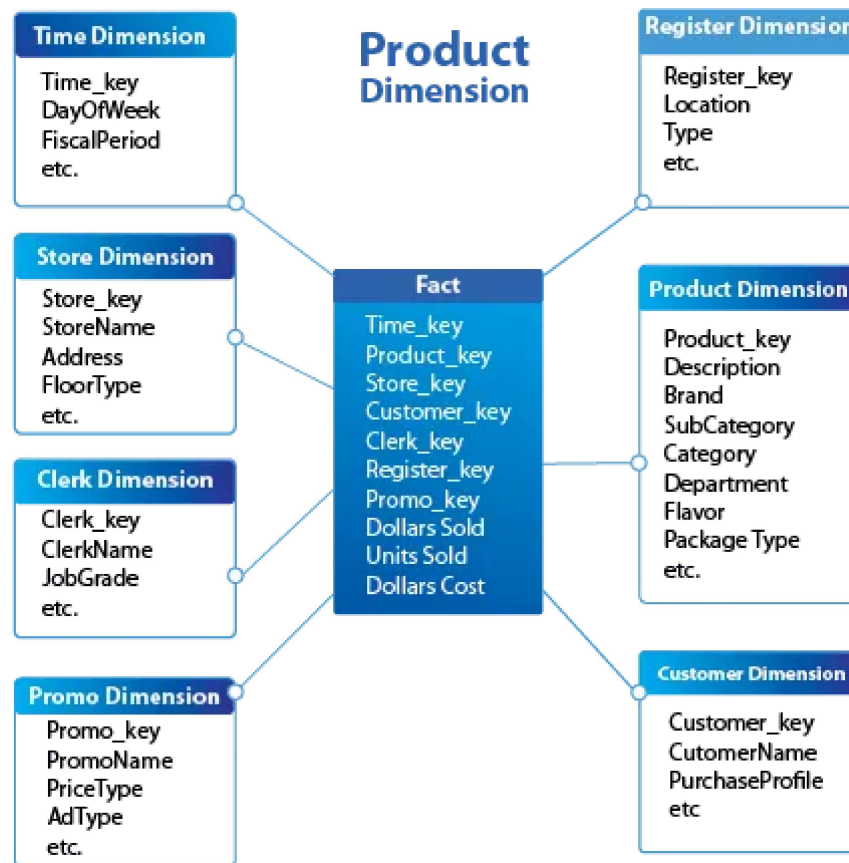 Product
Dimension
Time Dimension
Time_key
DayOfWeek
FiscalPeriod
etc.
Store Dimension
Store_key
StoreName
Address
FloorType
etc.
Clerk Dimension
Clerk_key
ClerkName
JobGrade
etc.
Promo Dimension
Promo_key
PromoName
PriceType
AdType
etc.
Fact
Time_key
Product_key
Store_key
Customer_key
Clerk_key
Register_key
Promo_key
Dollars Sold
Units Sold
Dollars Cost
Register Dimension
Register_key
Location
Type
etc.
Product Dimension
Product_key
Description
Brand
SubCategory
Category
Department
Flavor
Package Type
etc.
Customer Dimension
Customer_key
CutomerName
PurchaseProfile
etc